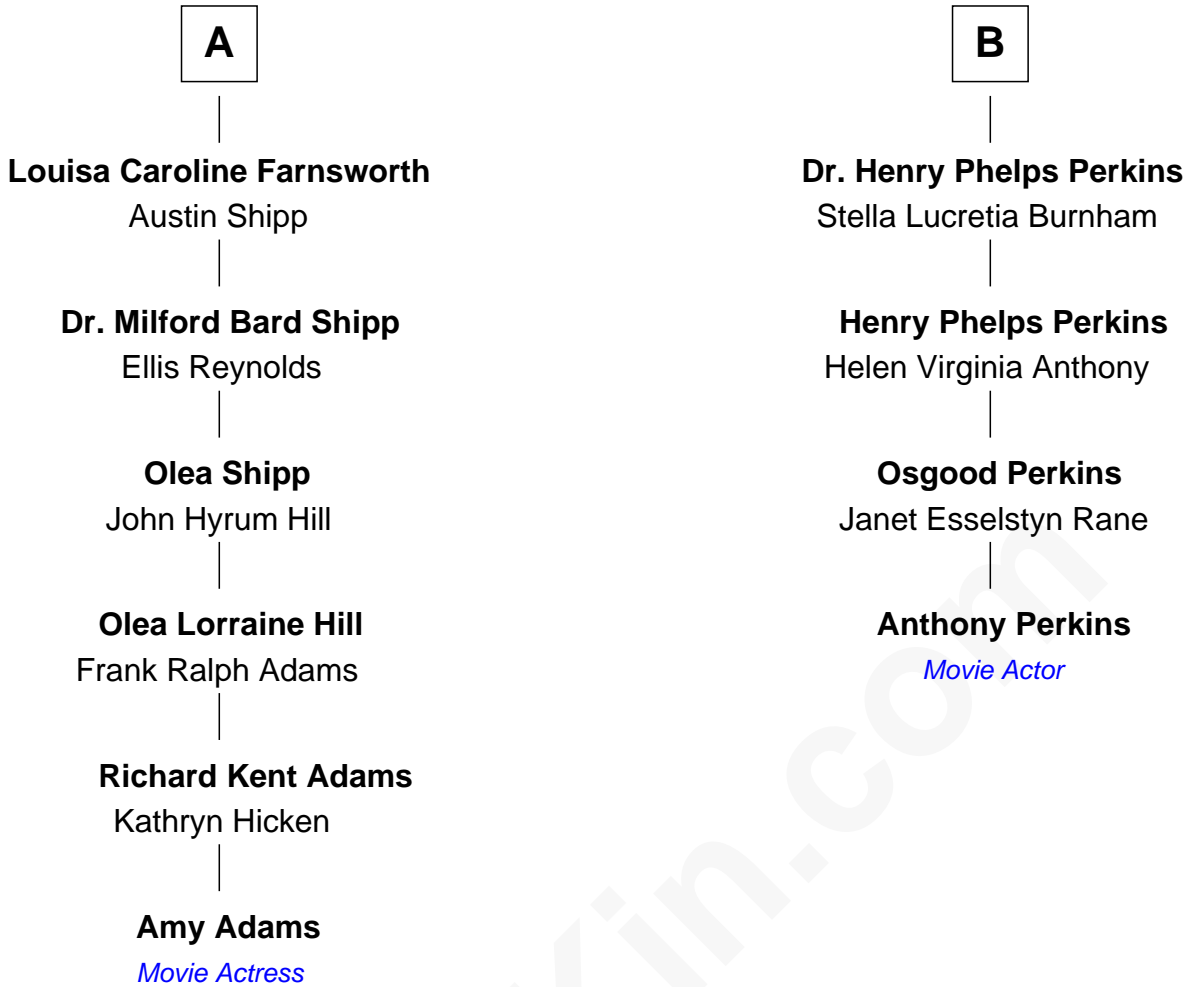 A
Louisa Caroline Farnsworth
Austin Shipp
Dr. Milford Bard Shipp
Ellis Reynolds
Olea Shipp
John Hyrum Hill
Olea Lorraine Hill
Frank Ralph Adams
Richard Kent Adams
Kathryn Hicken
Amy Adams
Movie Actress
B
Dr. Henry Phelps Perkins
Stella Lucretia Burnham
Henry Phelps Perkins
Helen Virginia Anthony
Osgood Perkins
Janet Esselstyn Rane
Anthony Perkins
Movie Actor
Kin.com